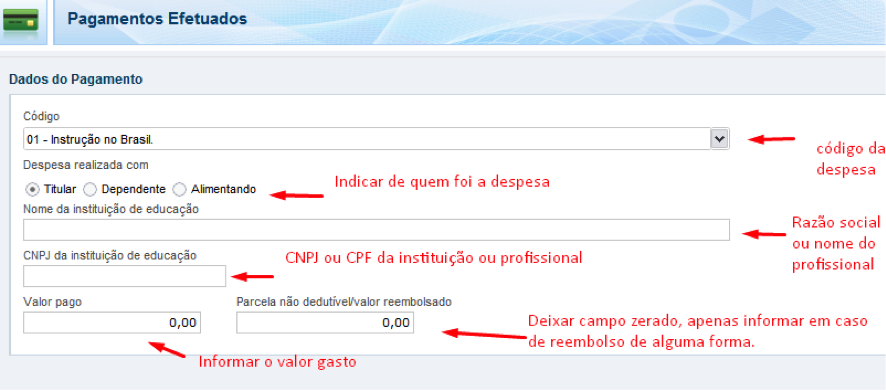 Pagamentos Efetuados
Dados do Pagamento
Código
01 - Instrução no Brasil.
código da
despesa
Despesa realizada com
Titular Dependente Alimentando
Indicar de quem foi a despesa
Nome da instituição de educação
Razão social
ou nome do
profissional
CNPJ da instituição de educação
CNPJ ou CPF da instituição ou profissional
Valor pago
Parcela não dedutível/valor reembolsado
0,00
0,00
Deixar campo zerado, apenas informar em caso
de reembolso de alguma forma.
Informar o valor gasto